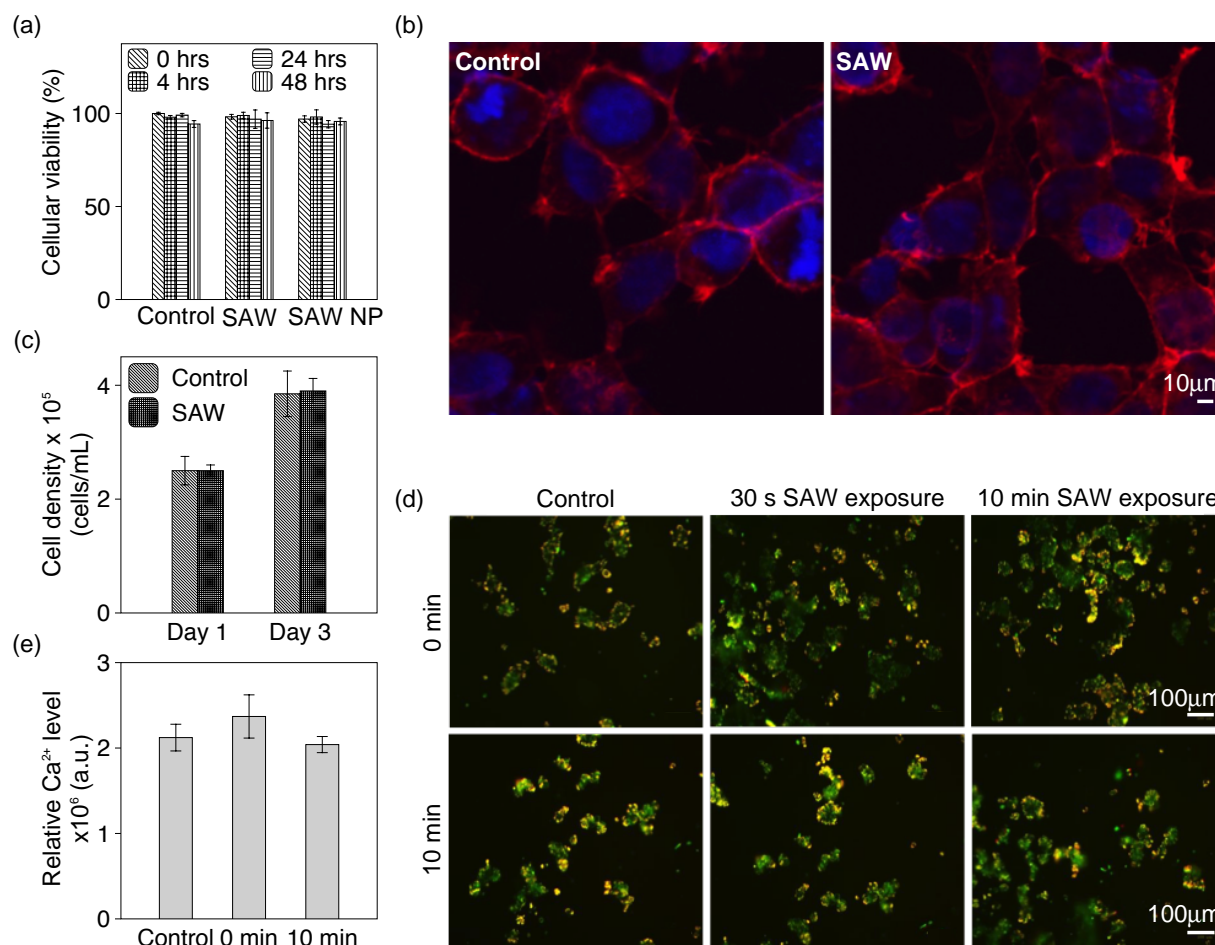 (a)
0 hrs
24 hrs
4 hrs
48 hrs
Cellular viability (%)
100
50
0
Control SAW SAW NP
(b)
Control
SAW
10μm
(c)
Control
SAW
Cell density x 10⁵
(cells/mL)
4
2
0
Day 1 Day 3
(d)
Control
30 s SAW exposure
10 min SAW exposure
0 min
100μm
10 min
100μm
(e)
Relative Ca²⁺ level
x10⁶ (a.u.)
3
2
1
0
Control 0 min 10 min